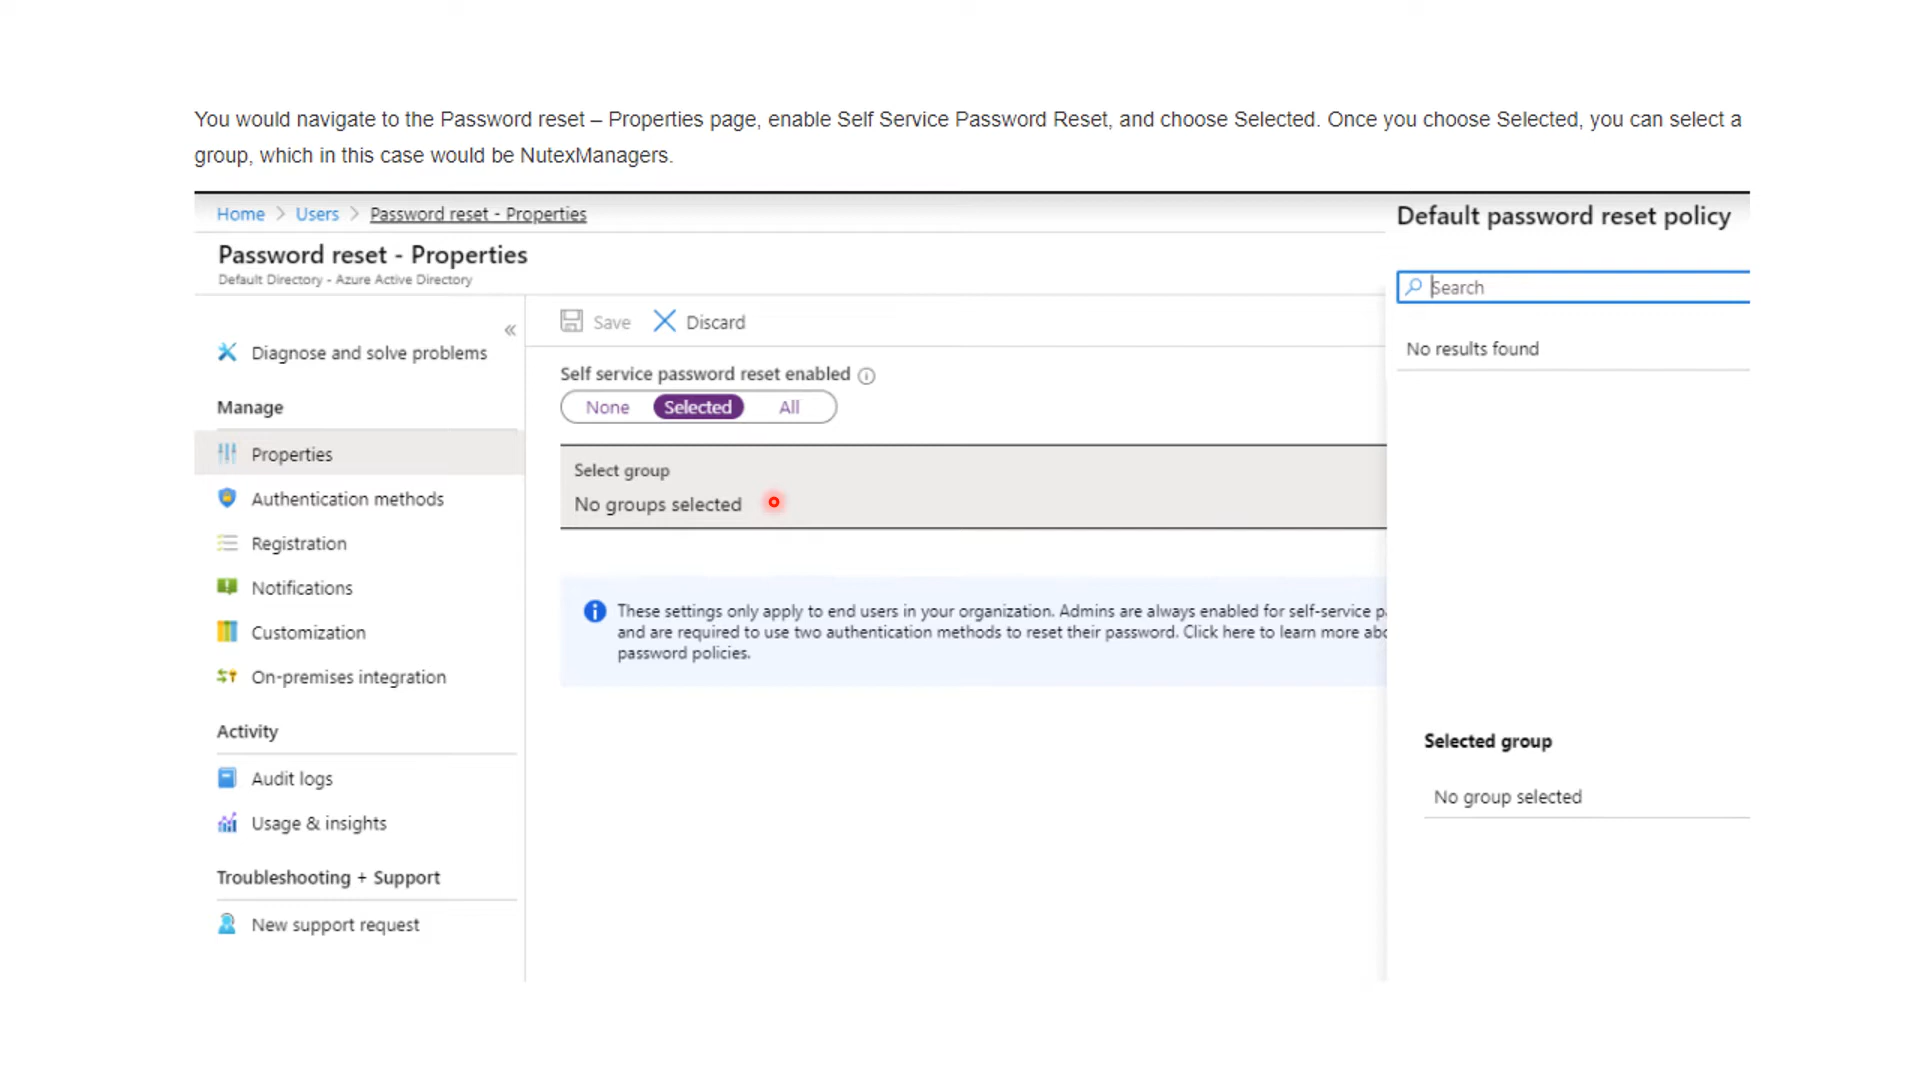 You would navigate to the Password reset – Properties page, enable Self Service Password Reset, and choose Selected. Once you choose Selected, you can select a
group, which in this case would be NutexManagers.
Home > Users > Password reset - Properties
Password reset - Properties
Default Directory - Azure Active Directory
«
Diagnose and solve problems
Manage
Properties
Authentication methods
Registration
Notifications
Customization
On-premises integration
Activity
Audit logs
Usage & insights
Troubleshooting + Support
New support request
Save Discard
Self service password reset enabled
None Selected All
Select group
No groups selected
These settings only apply to end users in your organization. Admins are always enabled for self-service p
and are required to use two authentication methods to reset their password. Click here to learn more abo
password policies.
Default password reset policy
Search
No results found
Selected group
No group selected